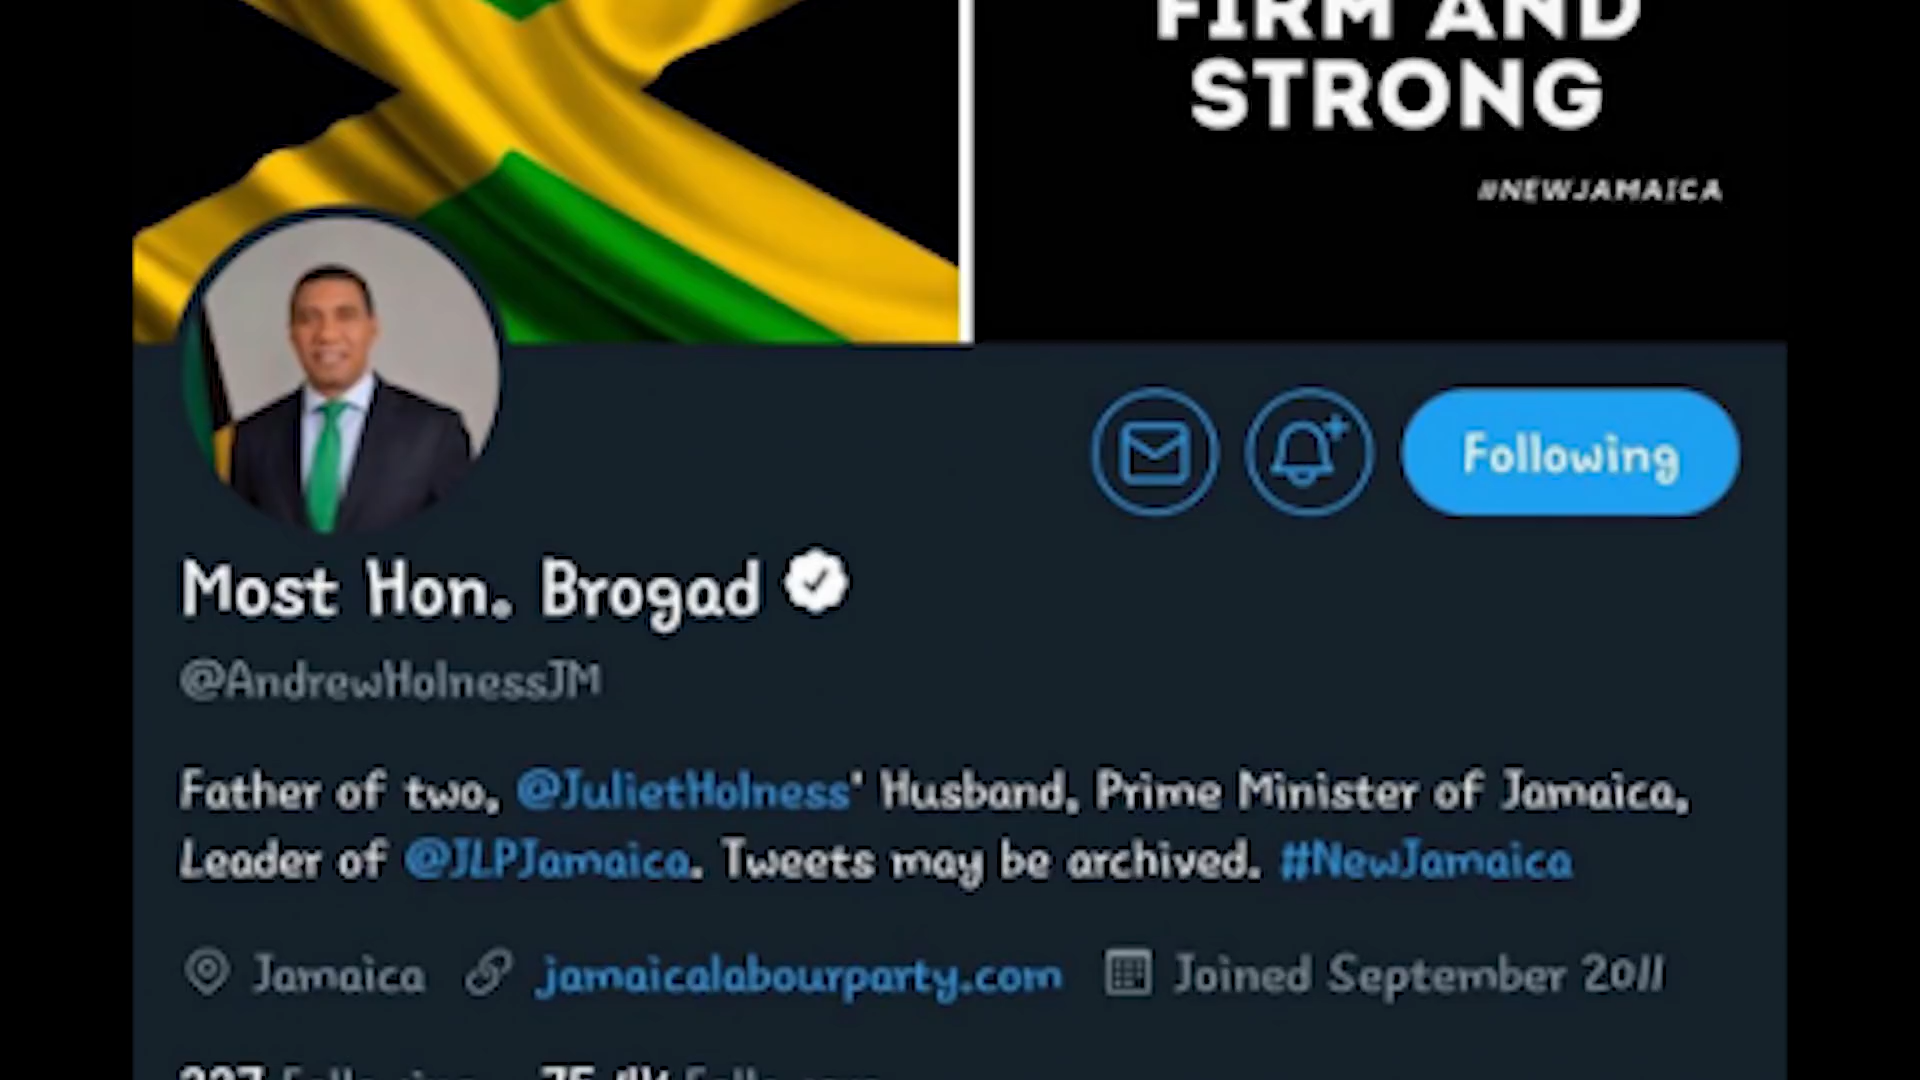 FIRM AND
STRONG
#NEWJAMAICA
Following
Most Hon. Brogad
@AndrewHolnessJM
Father of two, @JulietHolness' Husband, Prime Minister of Jamaica,
Leader of @JLPJamaica. Tweets may be archived. #NewJamaica
Jamaica jamaicalabourparty.com Joined September 2011